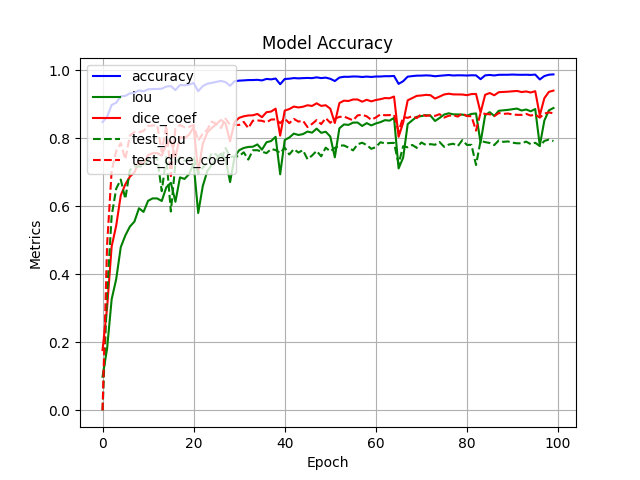 Model Accuracy
1.0
0.8
0.6
0.4
0.2
0.0
Metrics
accuracy
iou
dice_coef
test_iou
test_dice_coef
0
20
40
60
80
100
Epoch